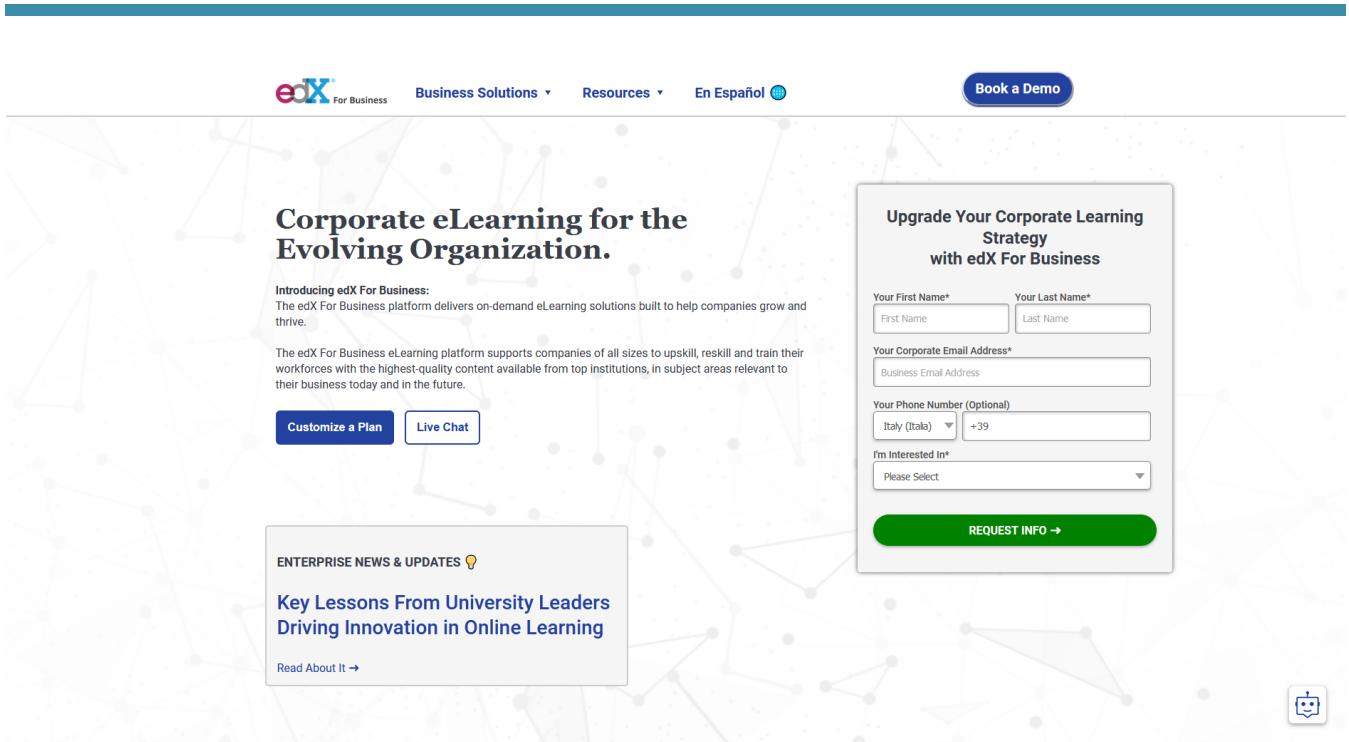 edX For Business
Business Solutions ▾
Resources ▾
En Español
Book a Demo
Corporate eLearning for the
Evolving Organization.
Introducing edX For Business:
The edX For Business platform delivers on-demand eLearning solutions built to help companies grow and
thrive.
The edX For Business eLearning platform supports companies of all sizes to upskill, reskill and train their
workforces with the highest-quality content available from top institutions, in subject areas relevant to
their business today and in the future.
Customize a Plan
Live Chat
ENTERPRISE NEWS & UPDATES
Key Lessons From University Leaders
Driving Innovation in Online Learning
Read About It →
Upgrade Your Corporate Learning
Strategy
with edX For Business
Your First Name* Your Last Name*
First Name Last Name
Your Corporate Email Address*
Business Email Address
Your Phone Number (Optional)
Italy (Italia) +39
I'm Interested In*
Please Select
REQUEST INFO →